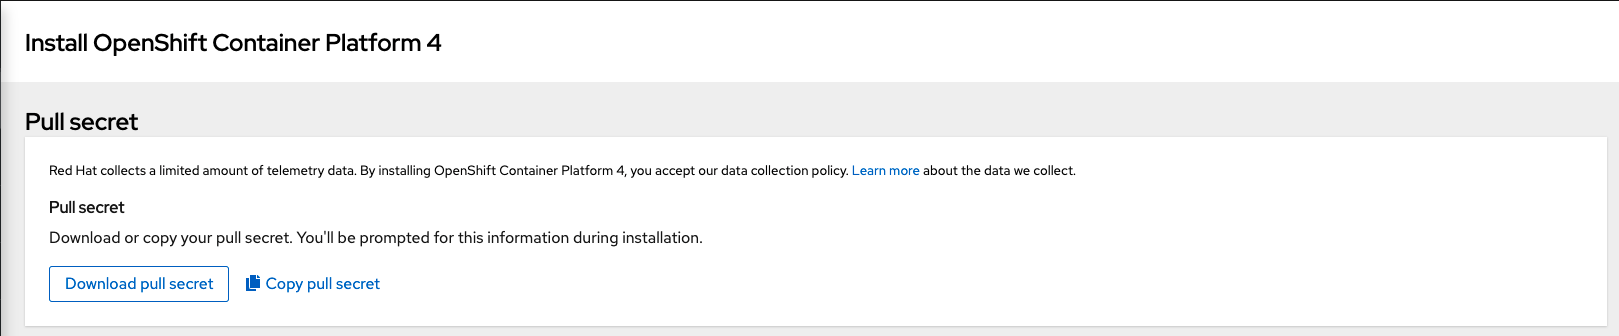 Install OpenShift Container Platform 4
Pull secret
Red Hat collects a limited amount of telemetry data. By installing OpenShift Container Platform 4, you accept our data collection policy. Learn more about the data we collect.
Pull secret
Download or copy your pull secret. You'll be prompted for this information during installation.
Download pull secret Copy pull secret